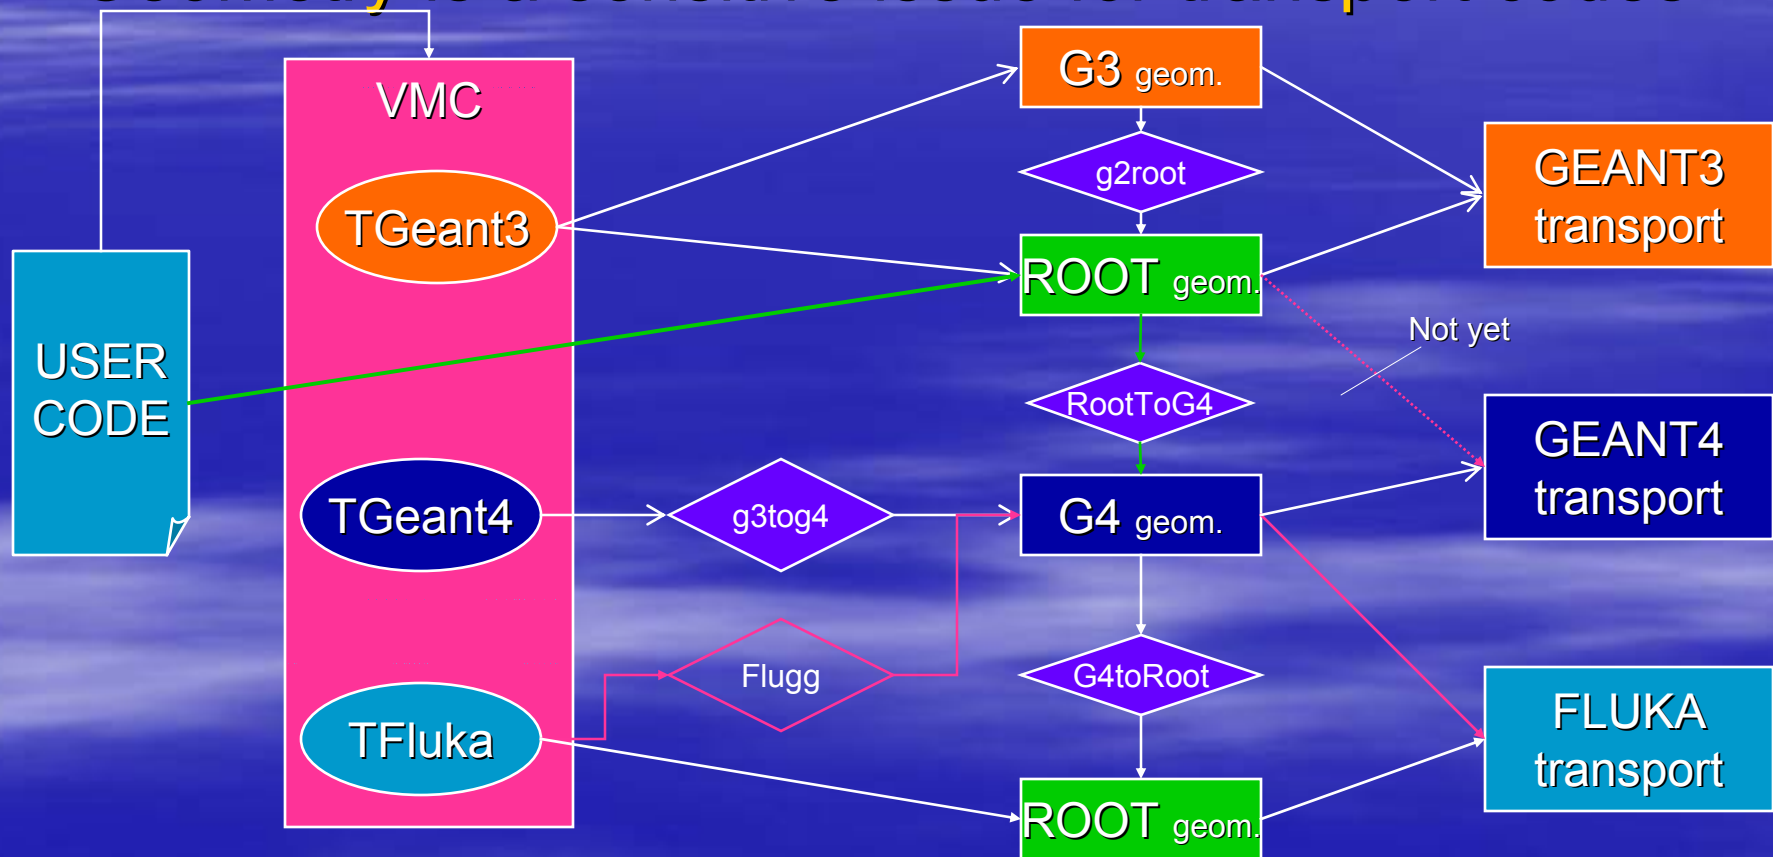 VMC
G3 geom.
g2root
GEANT3
transport
TGeant3
ROOT geom.
Not yet
USER
CODE
RootToG4
GEANT4
transport
TGeant4
g3tog4
G4 geom.
Flugg
G4toRoot
FLUKA
transport
TFluka
ROOT geom.